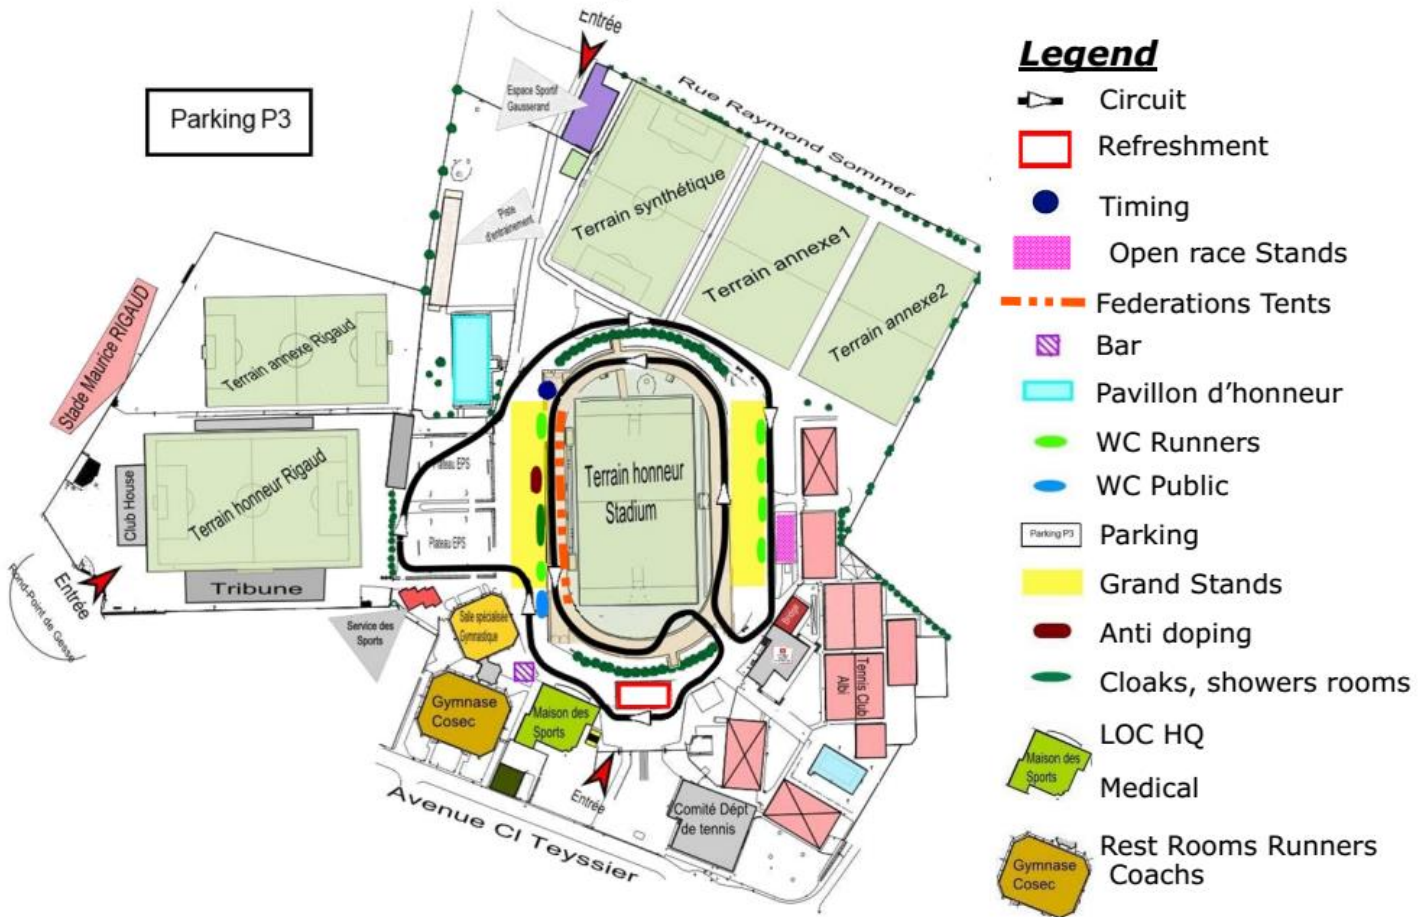 Entrée
Parking P3
Espace Sportif
Gausserand
Rue Raymond Sommer
Terrain synthétique
Piste
d'entrainement
Terrain annexe1
Terrain annexe2
Stade Maurice RIGAUD
Terrain annexe Rigaud
Terrain honneur Rigaud
Club House
Tribune
Plateau EPS
Plateau EPS
Terrain honneur
Stadium
Entrée
Rond-Point de Gesse
Service des
Sports
Salle spécialisée
Gymnastique
Bridge
Tennis Club
Albi
Gymnase
Cosec
Maison des
Sports
Entrée
Comité Dépt
de tennis
Avenue Cl Teyssier
Legend
Circuit
Refreshment
Timing
Open race Stands
Federations Tents
Bar
Pavillon d'honneur
WC Runners
WC Public
Parking P3
Parking
Grand Stands
Anti doping
Cloaks, showers rooms
LOC HQ
Maison des
Sports
Medical
Rest Rooms Runners
Coachs
Gymnase
Cosec